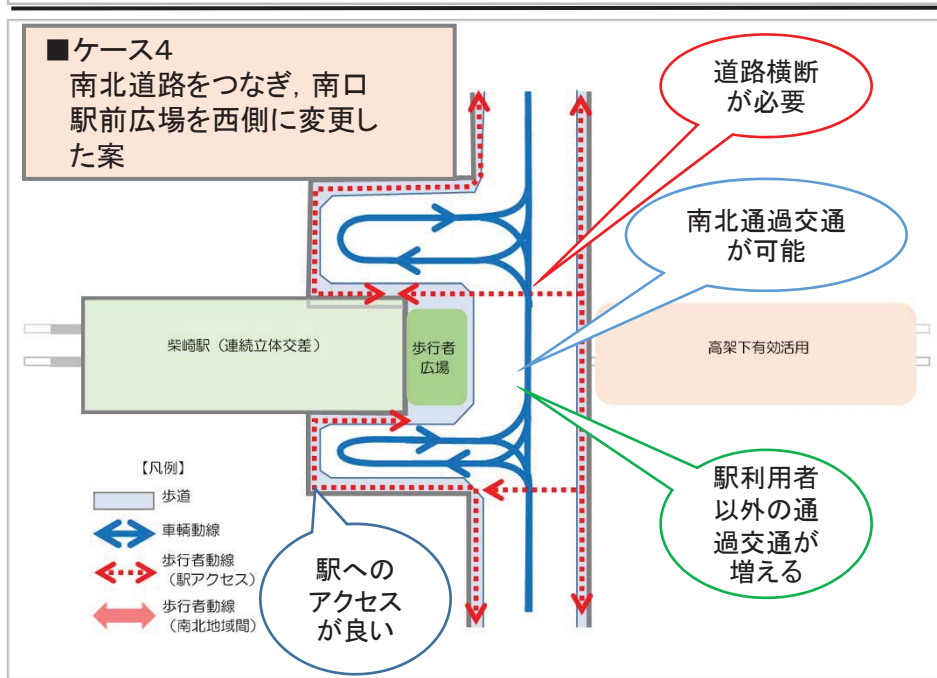 ■ケース4
南北道路をつなぎ，南口
駅前広場を西側に変更し
た案
道路横断
が必要
南北通過交通
が可能
柴崎駅（連続立体交差）
歩行者
広場
高架下有効活用
【凡例】
歩道
車輌動線
歩行者動線
（駅アクセス）
歩行者動線
（南北地域間）
駅への
アクセス
が良い
駅利用者
以外の通
過交通が
増える